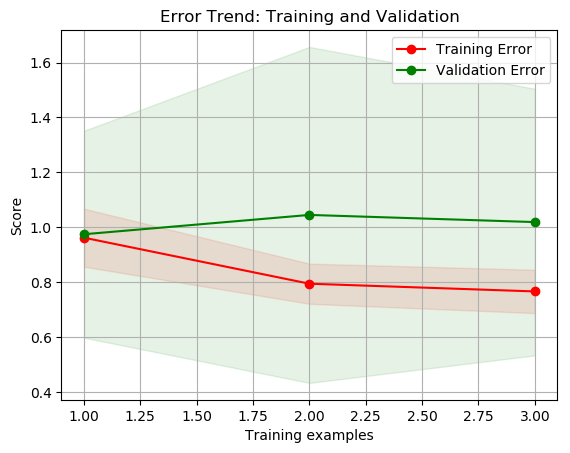 Error Trend: Training and Validation
Training Error
Validation Error
1.6
1.4
1.2
1.0
0.8
0.6
0.4
Score
1.00 1.25 1.50 1.75 2.00 2.25 2.50 2.75 3.00
Training examples